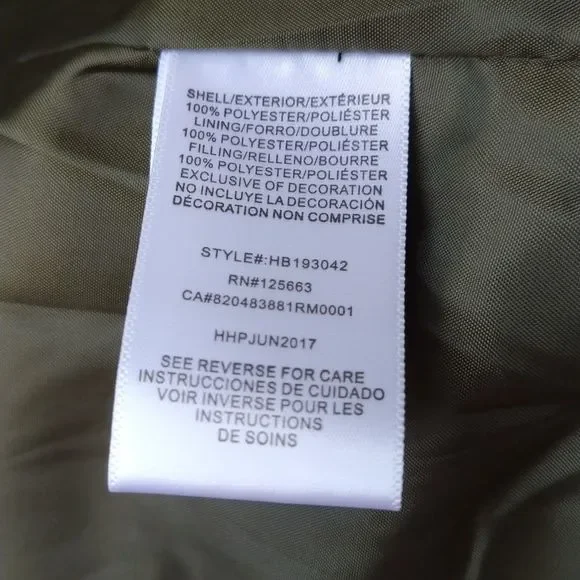 SHELL/EXTERIOR/EXTÉRIEUR
100% POLYESTER/POLIÉSTER
LINING/FORRO/DOUBLURE
100% POLYESTER/POLIÉSTER
FILLING/RELLENO/BOURRE
100% POLYESTER/POLIÉSTER
EXCLUSIVE OF DECORATION
NO INCLUYE LA DECORACIÓN
DÉCORATION NON COMPRISE
STYLE#:HB193042
RN#125663
CA#820483881RM0001
HHPJUN2017
SEE REVERSE FOR CARE
INSTRUCCIONES DE CUIDADO
VOIR INVERSE POUR LES
INSTRUCTIONS
DE SOINS